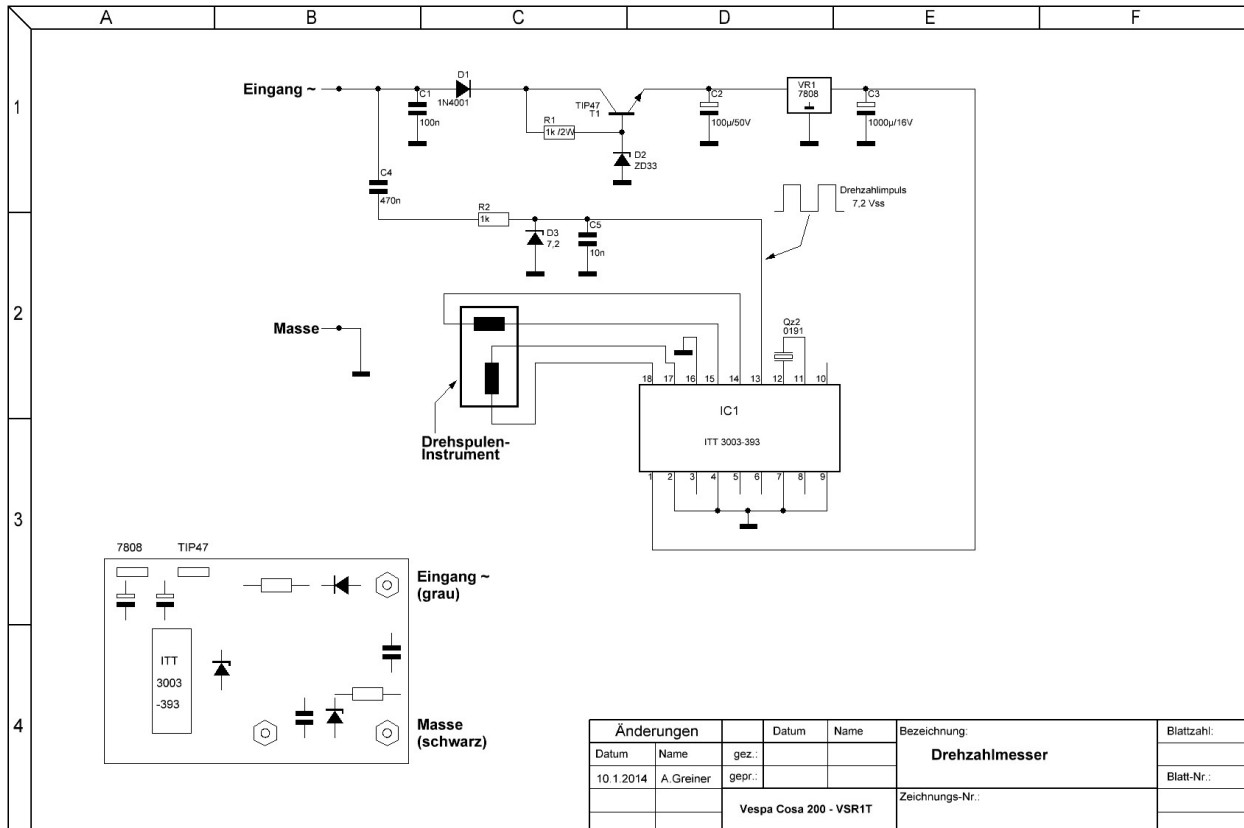 A B C D E F
1
2
3
4
Eingang ~
C1
100n
D1
1N4001
R1
1k /2W
TIP47
T1
D2
ZD33
C2
100µ/50V
VR1
7808
C3
1000µ/16V
C4
470n
R2
1k
D3
7,2
C5
10n
Drehzahlimpuls
7,2 Vss
Masse
Qz2
0191
18 17 16 15 14 13 12 11 10
IC1
ITT 3003-393
1 2 3 4 5 6 7 8 9
Drehspulen-
Instrument
7808 TIP47
Eingang ~
(grau)
ITT
3003
-393
Masse
(schwarz)
Änderungen Datum Name Bezeichnung: Blattzahl:
Datum Name gez.: Drehzahlmesser
10.1.2014 A.Greiner gepr.: Blatt-Nr.:
Vespa Cosa 200 - VSR1T Zeichnungs-Nr.: